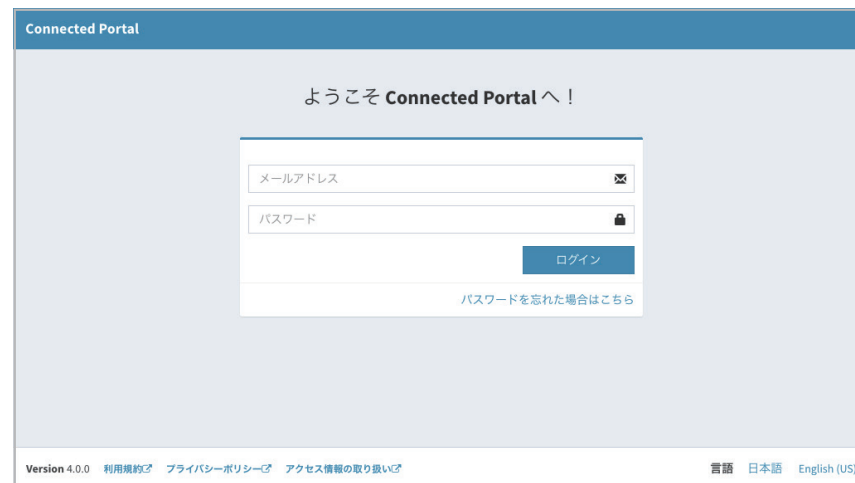 Connected Portal
ようこそ Connected Portal へ！
メールアドレス
パスワード
ログイン
パスワードを忘れた場合はこちら
Version 4.0.0 利用規約 プライバシーポリシー アクセス情報の取り扱い 言語 日本語 English (US)